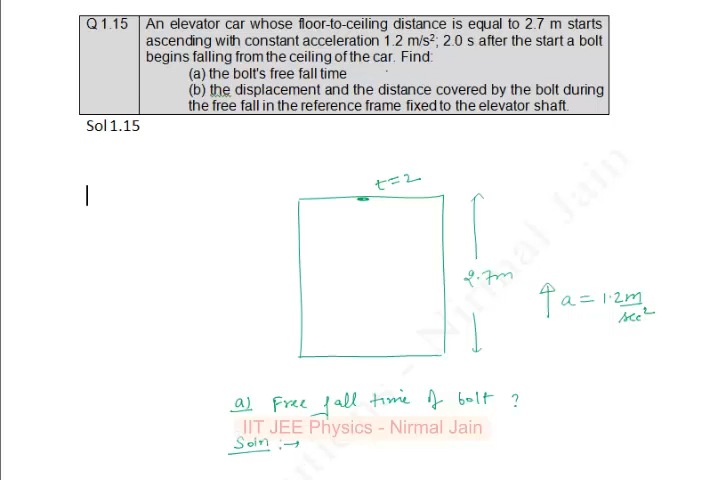 Q 1.15 An elevator car whose floor-to-ceiling distance is equal to 2.7 m starts
ascending with constant acceleration 1.2 m/s²; 2.0 s after the start a bolt
begins falling from the ceiling of the car. Find:
(a) the bolt's free fall time
(b) the displacement and the distance covered by the bolt during
the free fall in the reference frame fixed to the elevator shaft.
Sol 1.15
t=2
2.7m
↑ a = 1.2 m/sec²
a) Free fall time of bolt ?
IIT JEE Physics - Nirmal Jain
Soln :→
- Nirmal Jain